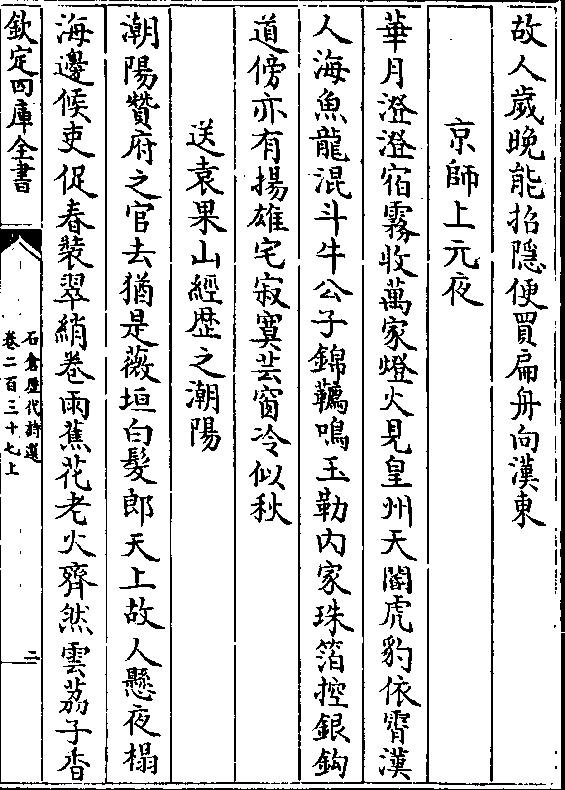 故人歲晚能招隱便買扁舟向漢東
京師上元夜
華月澄澄宿霧收萬家燈火見皇州天閽虎豹依霄漢
人海魚龍混斗牛公子錦韉鳴玉勒內家珠箔控銀鈎
道傍亦有揚雄宅寂寞芸窗冷似秋
送袁果山經歴之潮陽
潮陽贊府之官去猶是薇垣白髮郎天上故人懸夜榻
海邊候吏促春裝翠綃卷雨蕉花老火齊然雲荔子香
欽定四庫全書
石倉歴代詩選
卷二百三十七上
二